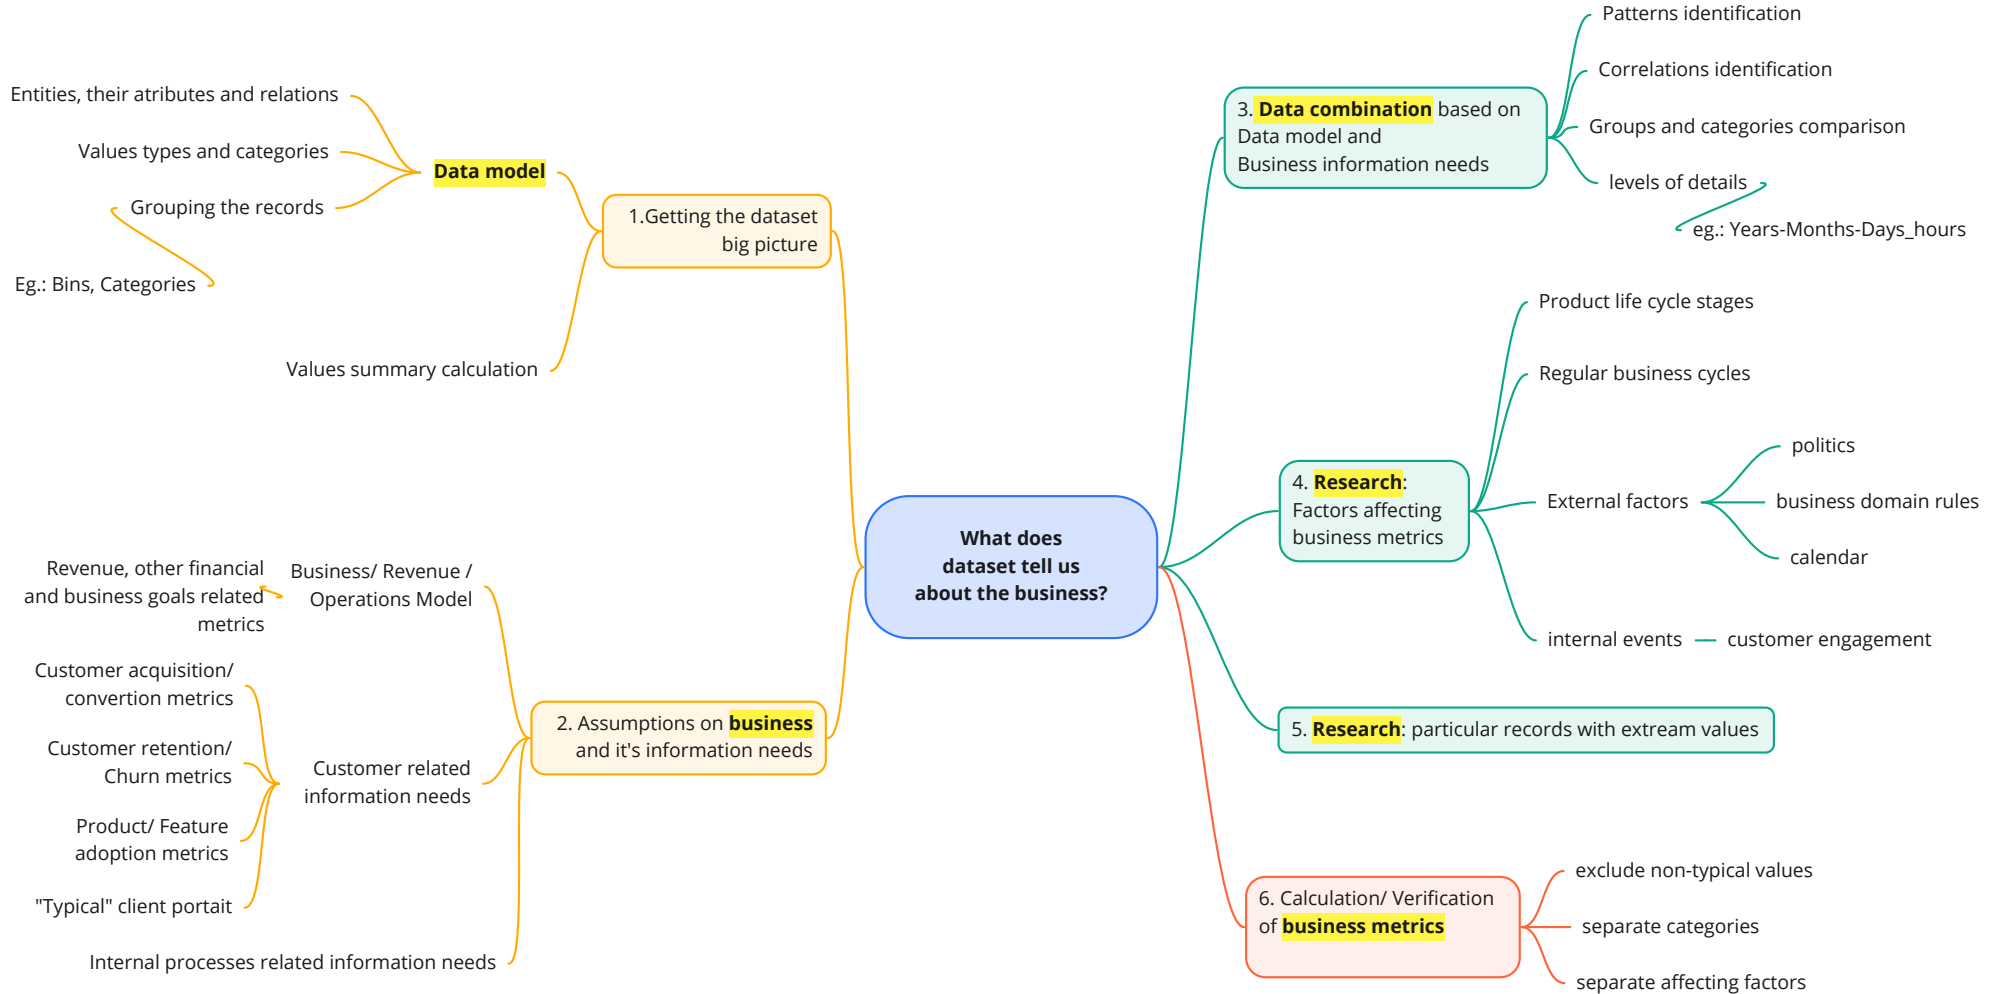 What does
dataset tell us
about the business?
1.Getting the dataset
big picture
Data model
Entities, their atributes and relations
Values types and categories
Grouping the records
Eg.: Bins, Categories
Values summary calculation
2. Assumptions on business
and it's information needs
Business/ Revenue /
Operations Model
Revenue, other financial
and business goals related
metrics
Customer related
information needs
Customer acquisition/
convertion metrics
Customer retention/
Churn metrics
Product/ Feature
adoption metrics
"Typical" client portait
Internal processes related information needs
3. Data combination based on
Data model and
Business information needs
Patterns identification
Correlations identification
Groups and categories comparison
levels of details
eg.: Years-Months-Days_hours
4. Research:
Factors affecting
business metrics
Product life cycle stages
Regular business cycles
External factors
politics
business domain rules
calendar
internal events
customer engagement
5. Research: particular records with extream values
6. Calculation/ Verification
of business metrics
exclude non-typical values
separate categories
separate affecting factors